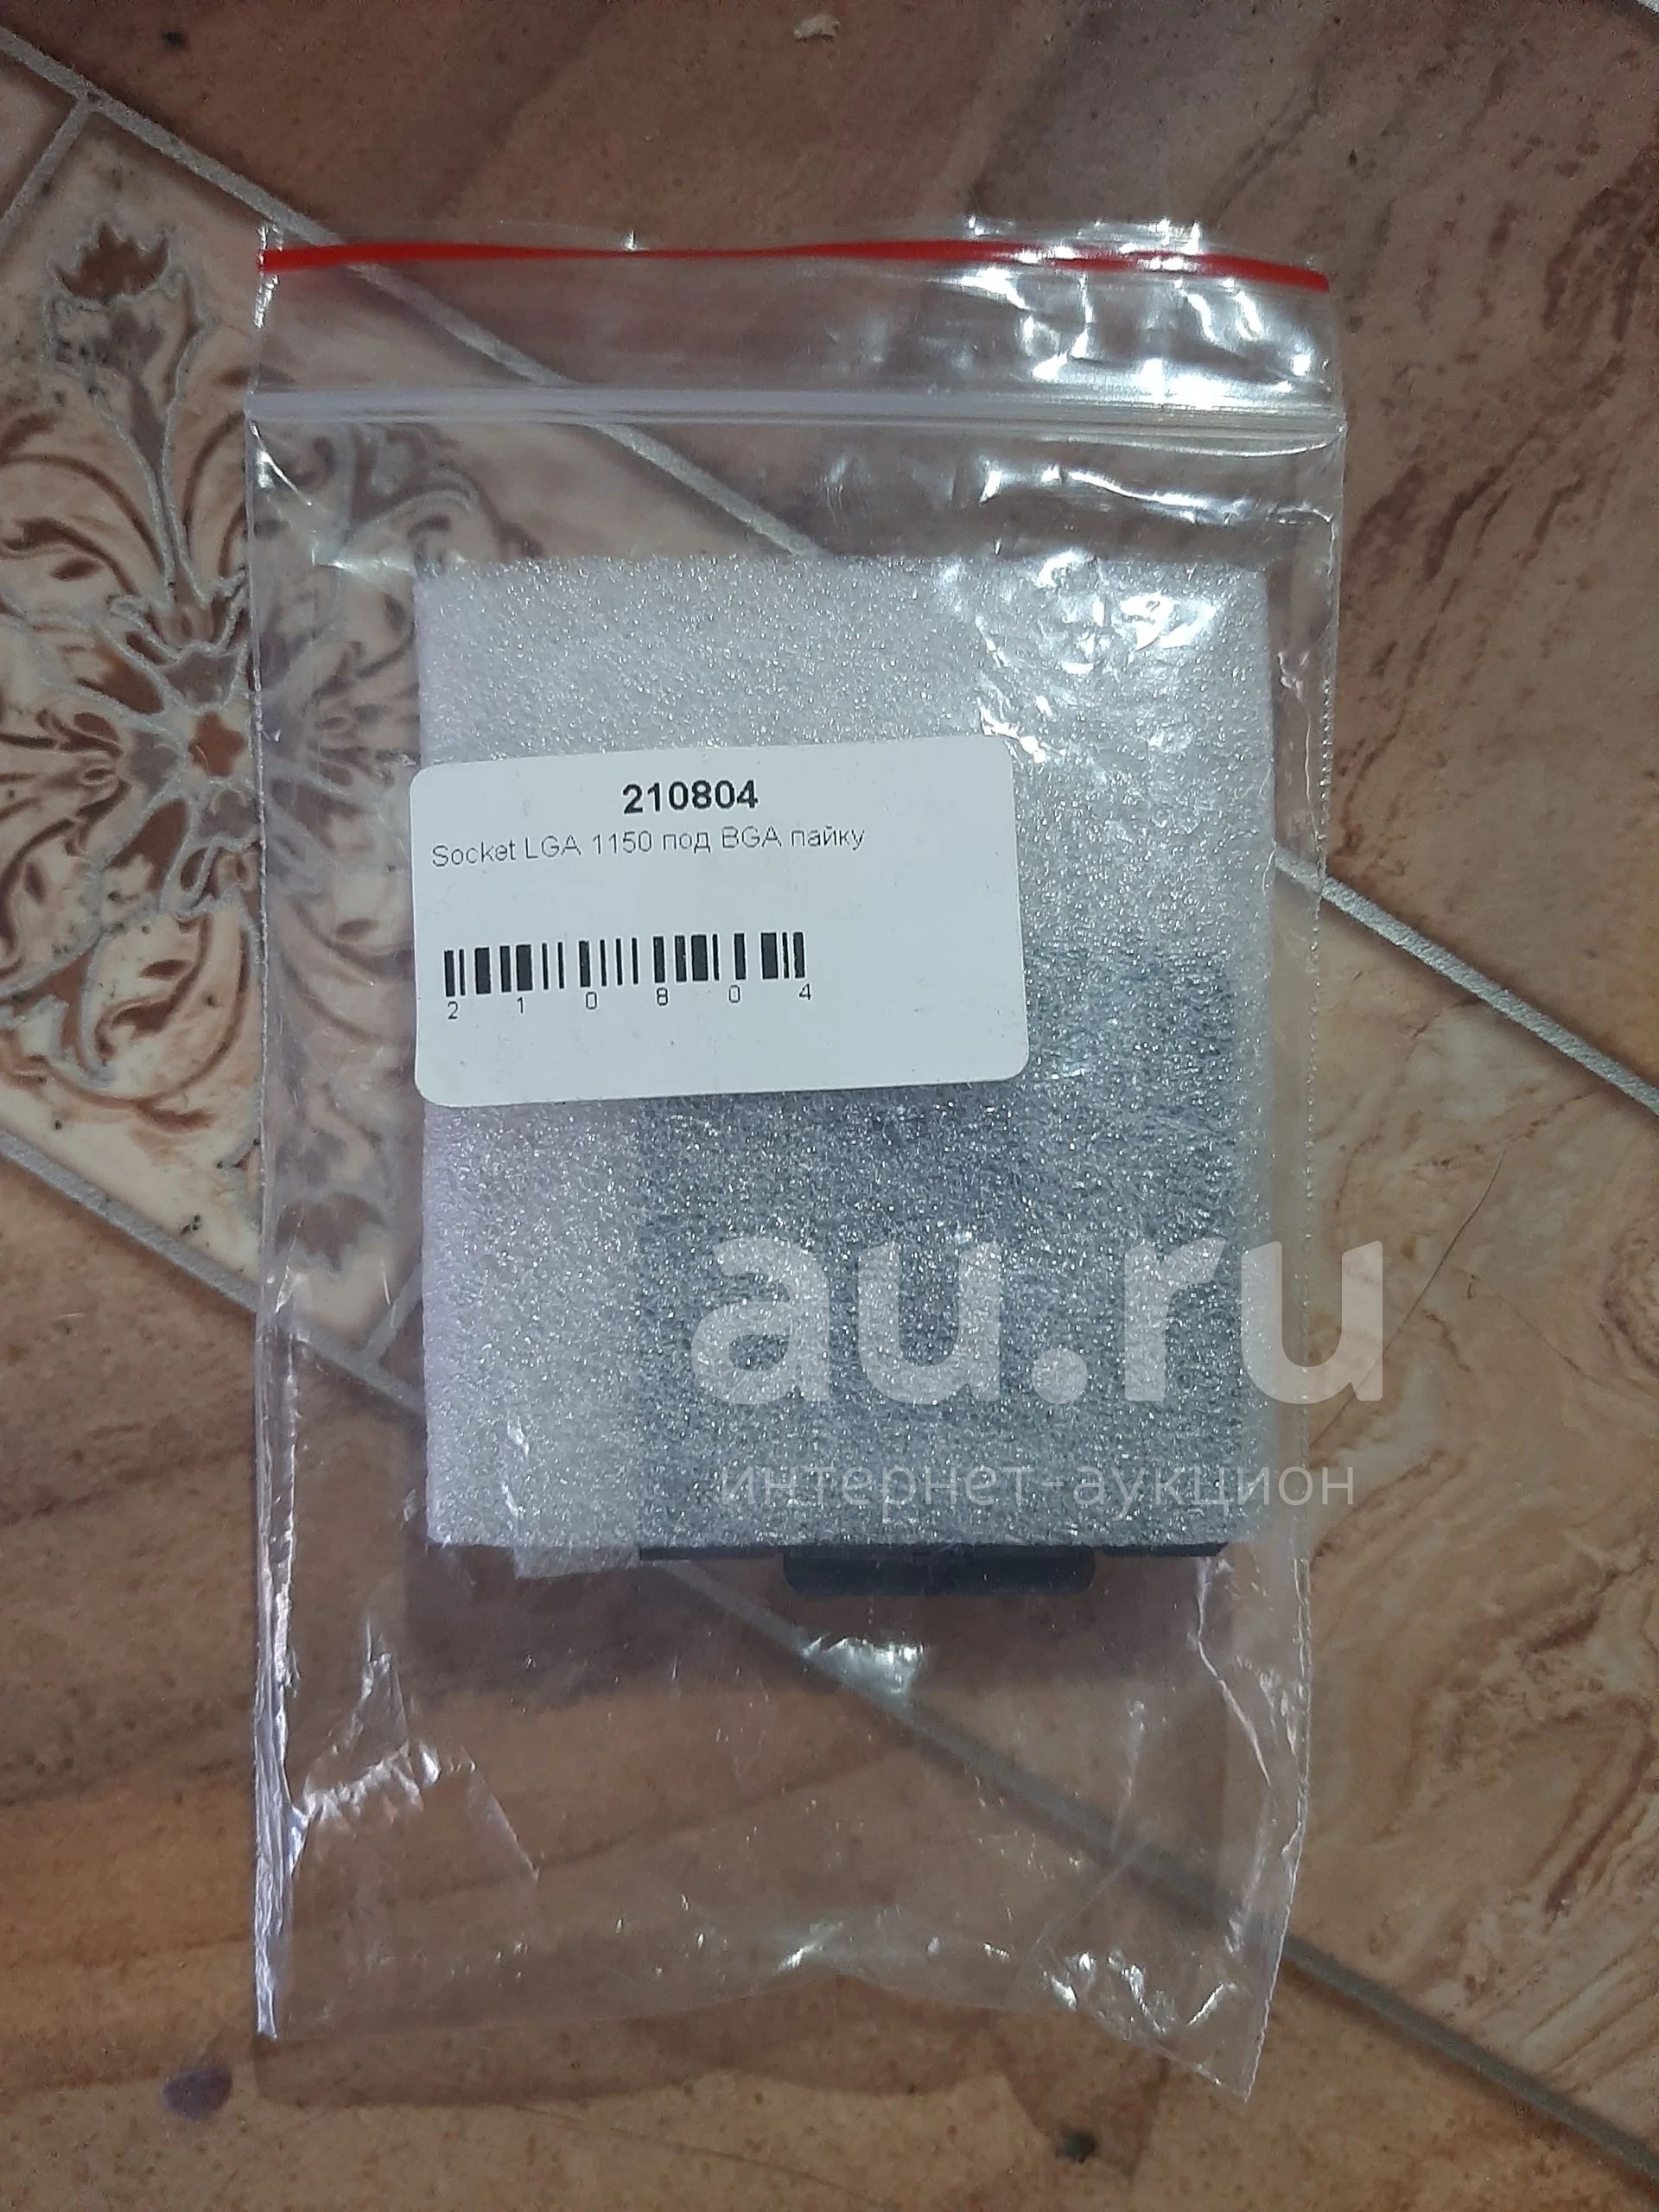 210804
Socket LGA 1150 под BGA пайку
2 1 0 8 0 4
au.ru
интернет-аукцион